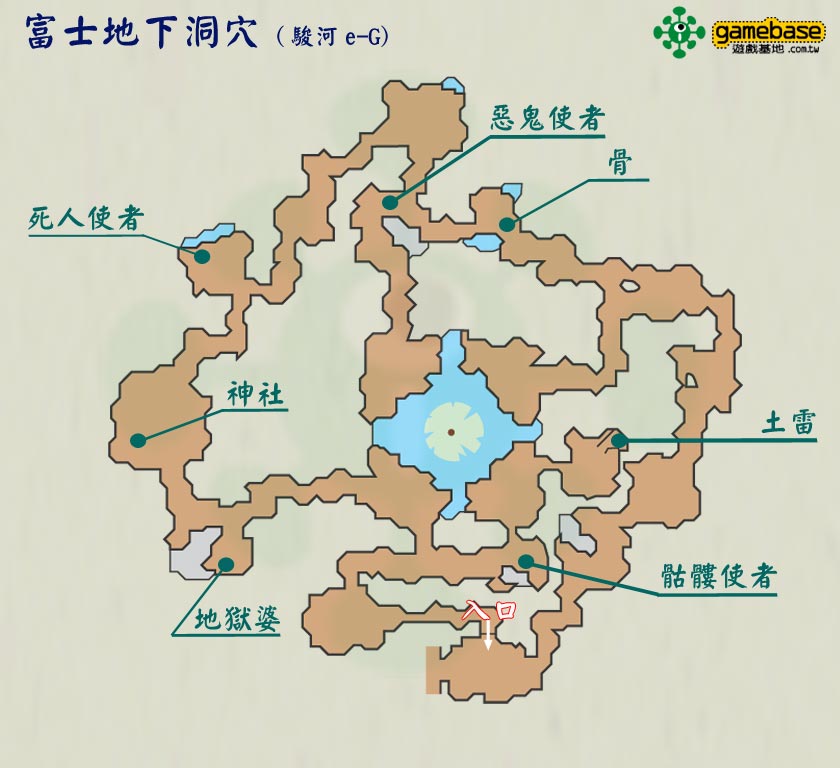 富士地下洞穴 (駿河 e-G)
gamebase
遊戲基地 .com.tw
惡鬼使者
骨
死人使者
神社
土雷
骷髏使者
地獄婆
入口